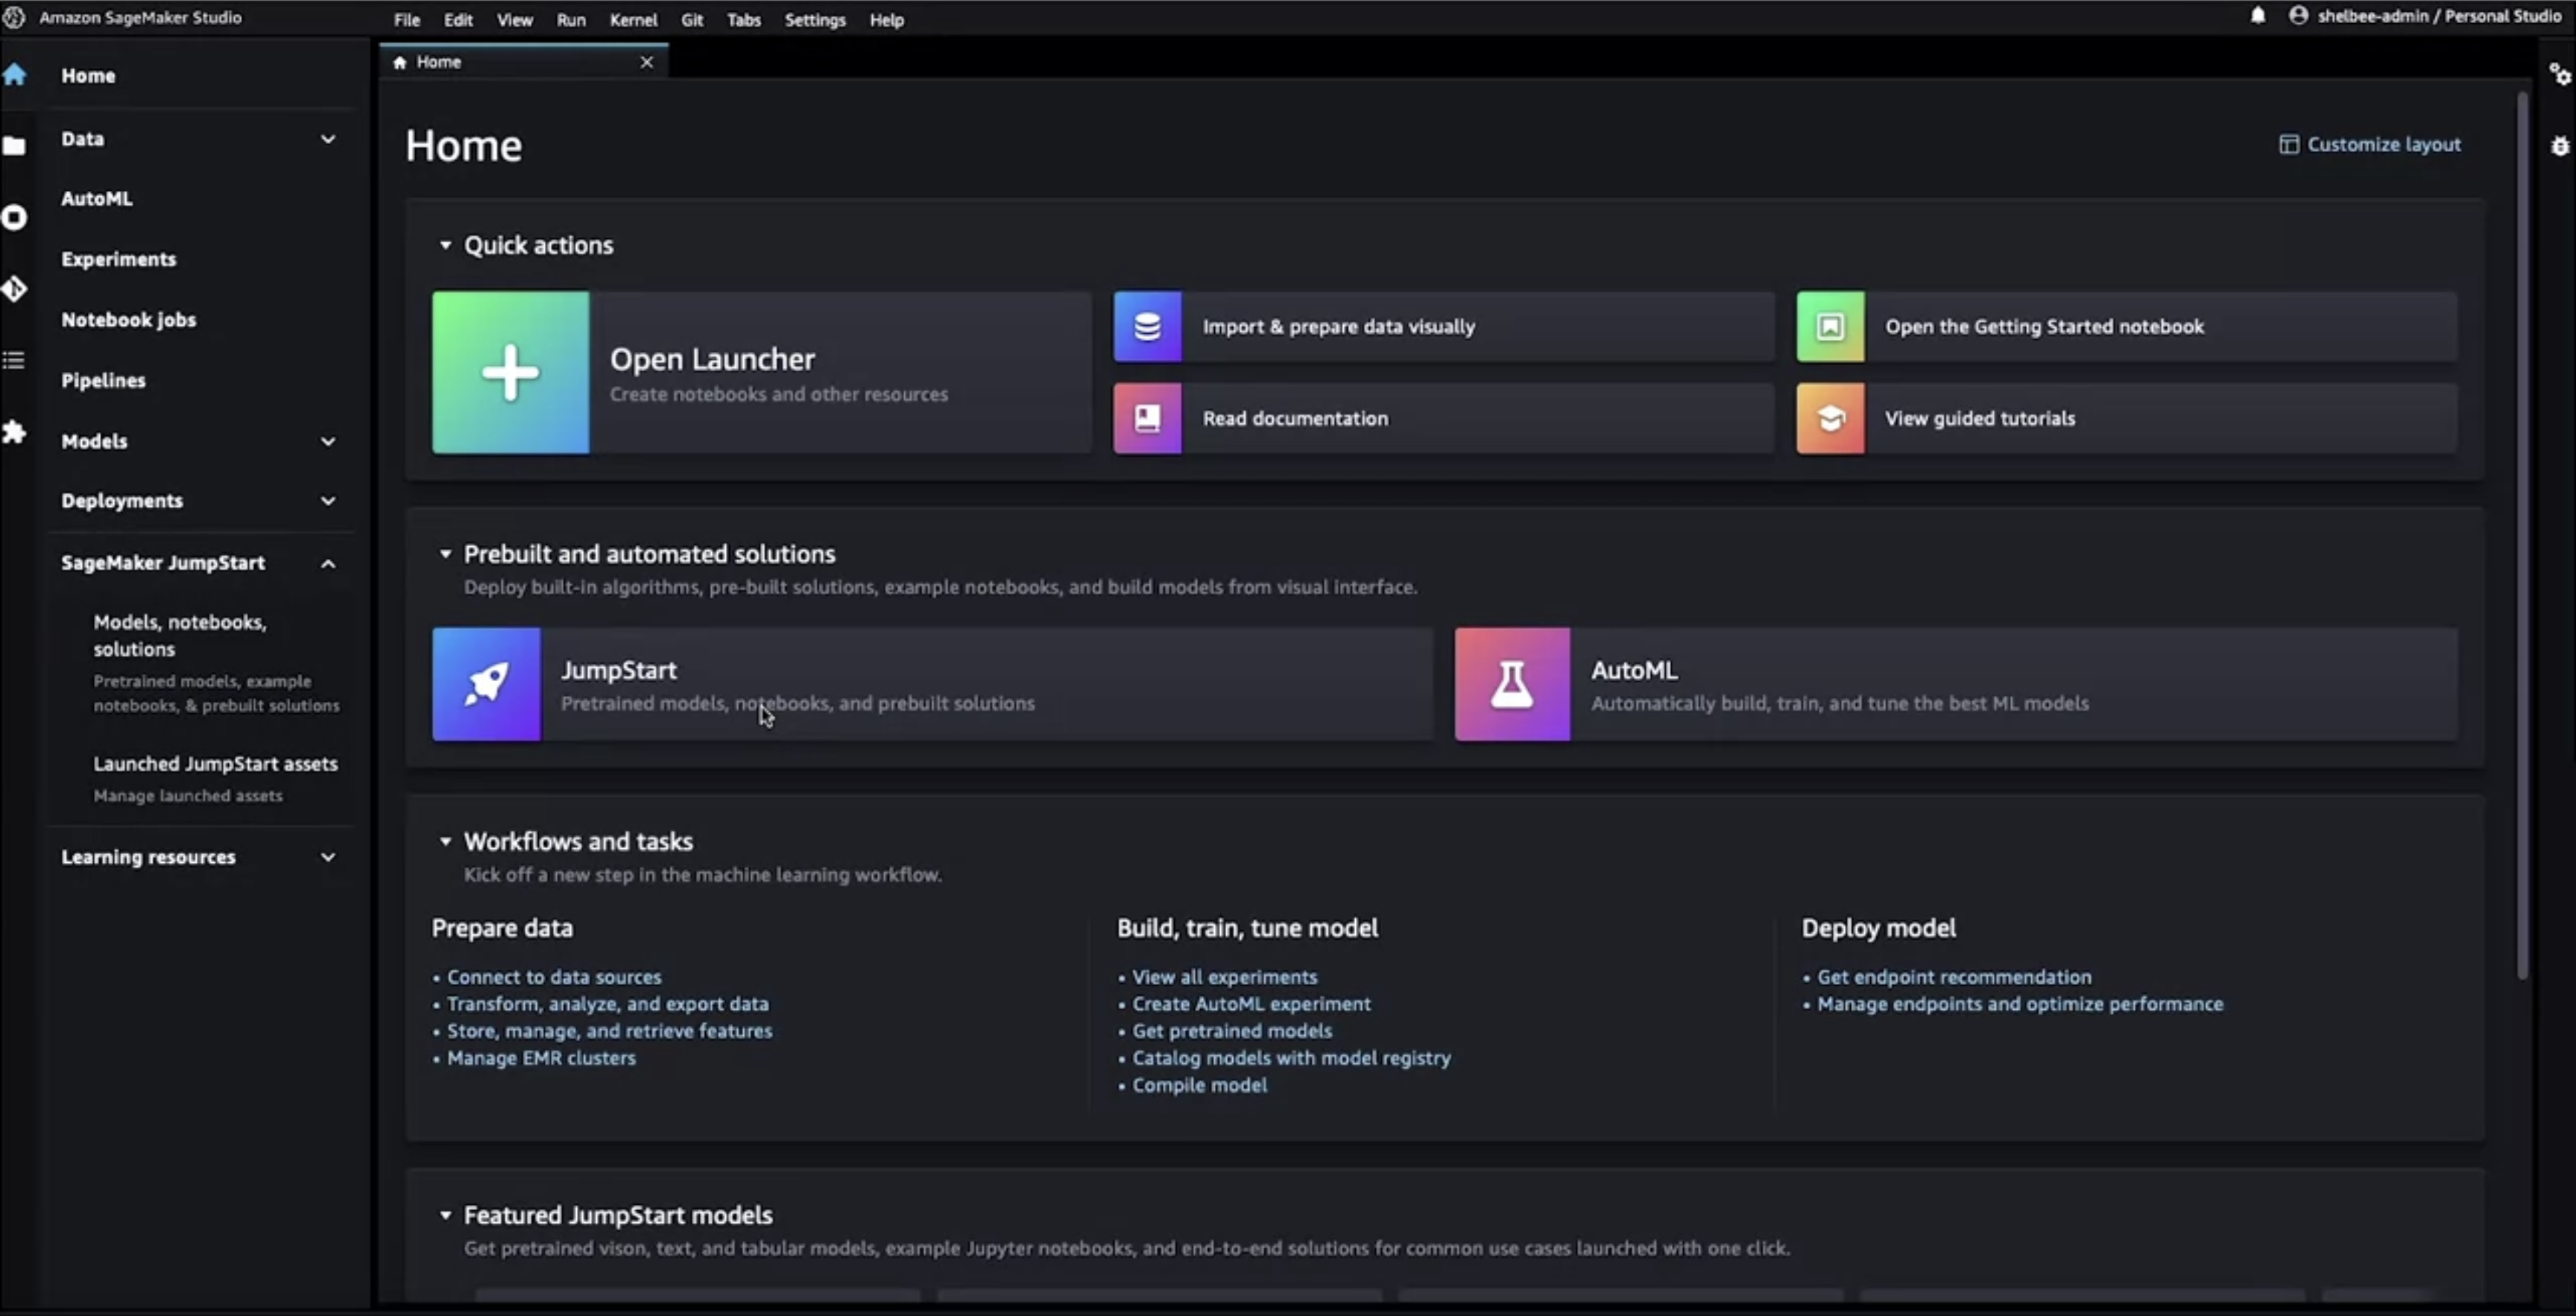 Amazon SageMaker Studio
File Edit View Run Kernel Git Tabs Settings Help
shelbee-admin / Personal Studio
Home
Data
AutoML
Experiments
Notebook jobs
Pipelines
Models
Deployments
SageMaker JumpStart
Models, notebooks,
solutions
Pretrained models, example
notebooks, & prebuilt solutions
Launched JumpStart assets
Manage launched assets
Learning resources
Home
Home
Customize layout
Quick actions
Open Launcher
Create notebooks and other resources
Import & prepare data visually
Open the Getting Started notebook
Read documentation
View guided tutorials
Prebuilt and automated solutions
Deploy built-in algorithms, pre-built solutions, example notebooks, and build models from visual interface.
JumpStart
Pretrained models, notebooks, and prebuilt solutions
AutoML
Automatically build, train, and tune the best ML models
Workflows and tasks
Kick off a new step in the machine learning workflow.
Prepare data
• Connect to data sources
• Transform, analyze, and export data
• Store, manage, and retrieve features
• Manage EMR clusters
Build, train, tune model
• View all experiments
• Create AutoML experiment
• Get pretrained models
• Catalog models with model registry
• Compile model
Deploy model
• Get endpoint recommendation
• Manage endpoints and optimize performance
Featured JumpStart models
Get pretrained vison, text, and tabular models, example Jupyter notebooks, and end-to-end solutions for common use cases launched with one click.